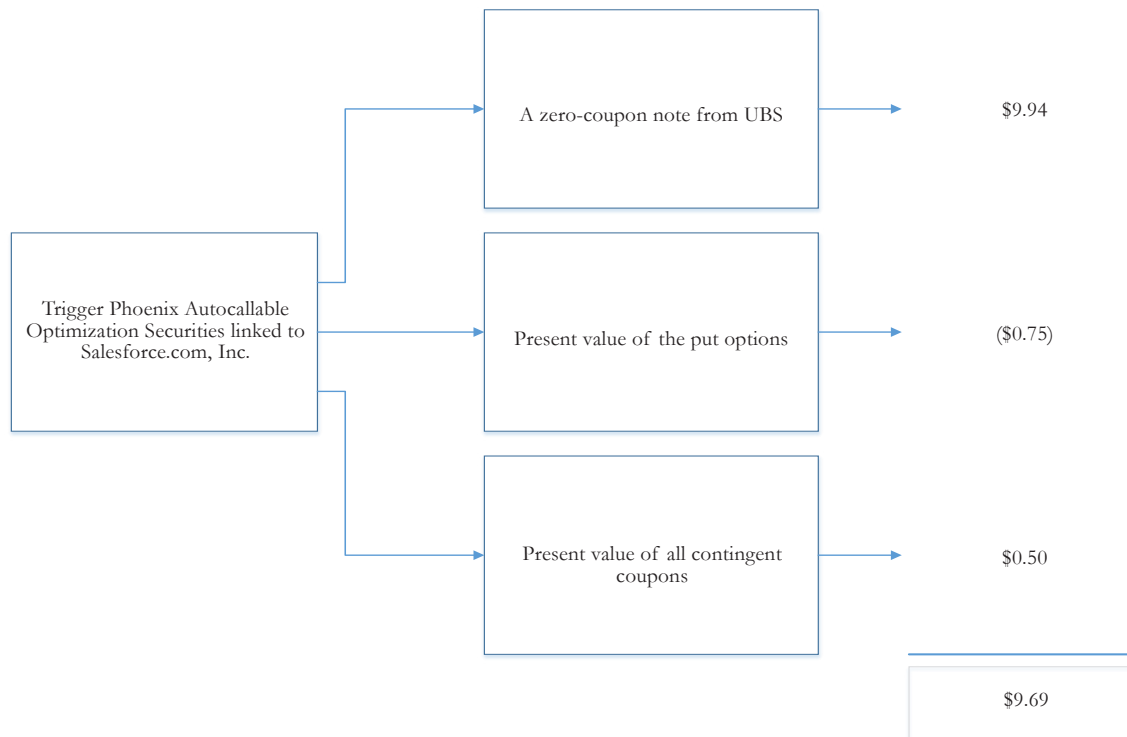 A zero-coupon note from UBS
$9.94
Trigger Phoenix Autocallable
Optimization Securities linked to
Salesforce.com, Inc.
Present value of the put options
($0.75)
Present value of all contingent
coupons
$0.50
$9.69